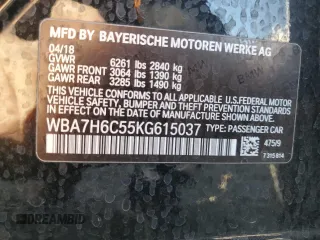 MFD BY BAYERISCHE MOTOREN WERKE AG
04/18
GVWR 6261 lbs 2840 kg
GAWR FRONT 3064 lbs 1390 kg
GAWR REAR 3285 lbs 1490 kg
THIS VEHICLE CONFORMS TO ALL APPLICABLE
FEDERAL MOTOR VEHICLE SAFETY, BUMPER, AND
THEFT PREVENTION STANDARDS IN EFFECT ON THE
DATE OF MANUFACTURE SHOWN ABOVE.
WBA7H6C55KG615037 TYPE: PASSENGER CAR
475/9
7315814
DREAMBID